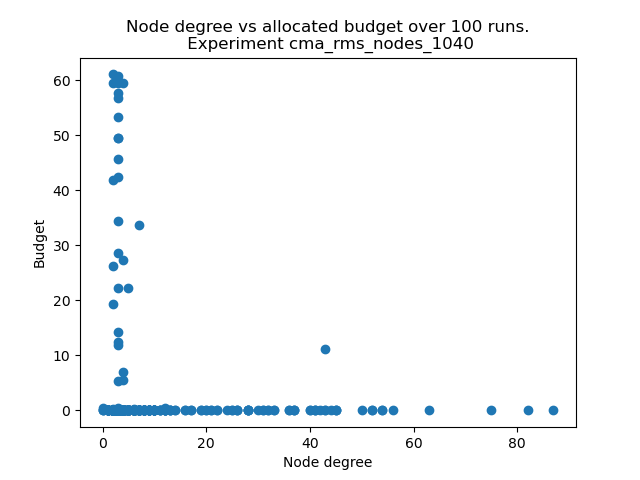 Node degree vs allocated budget over 100 runs.
Experiment cma_rms_nodes_1040
60
50
40
30
20
10
0
Budget
0 20 40 60 80
Node degree